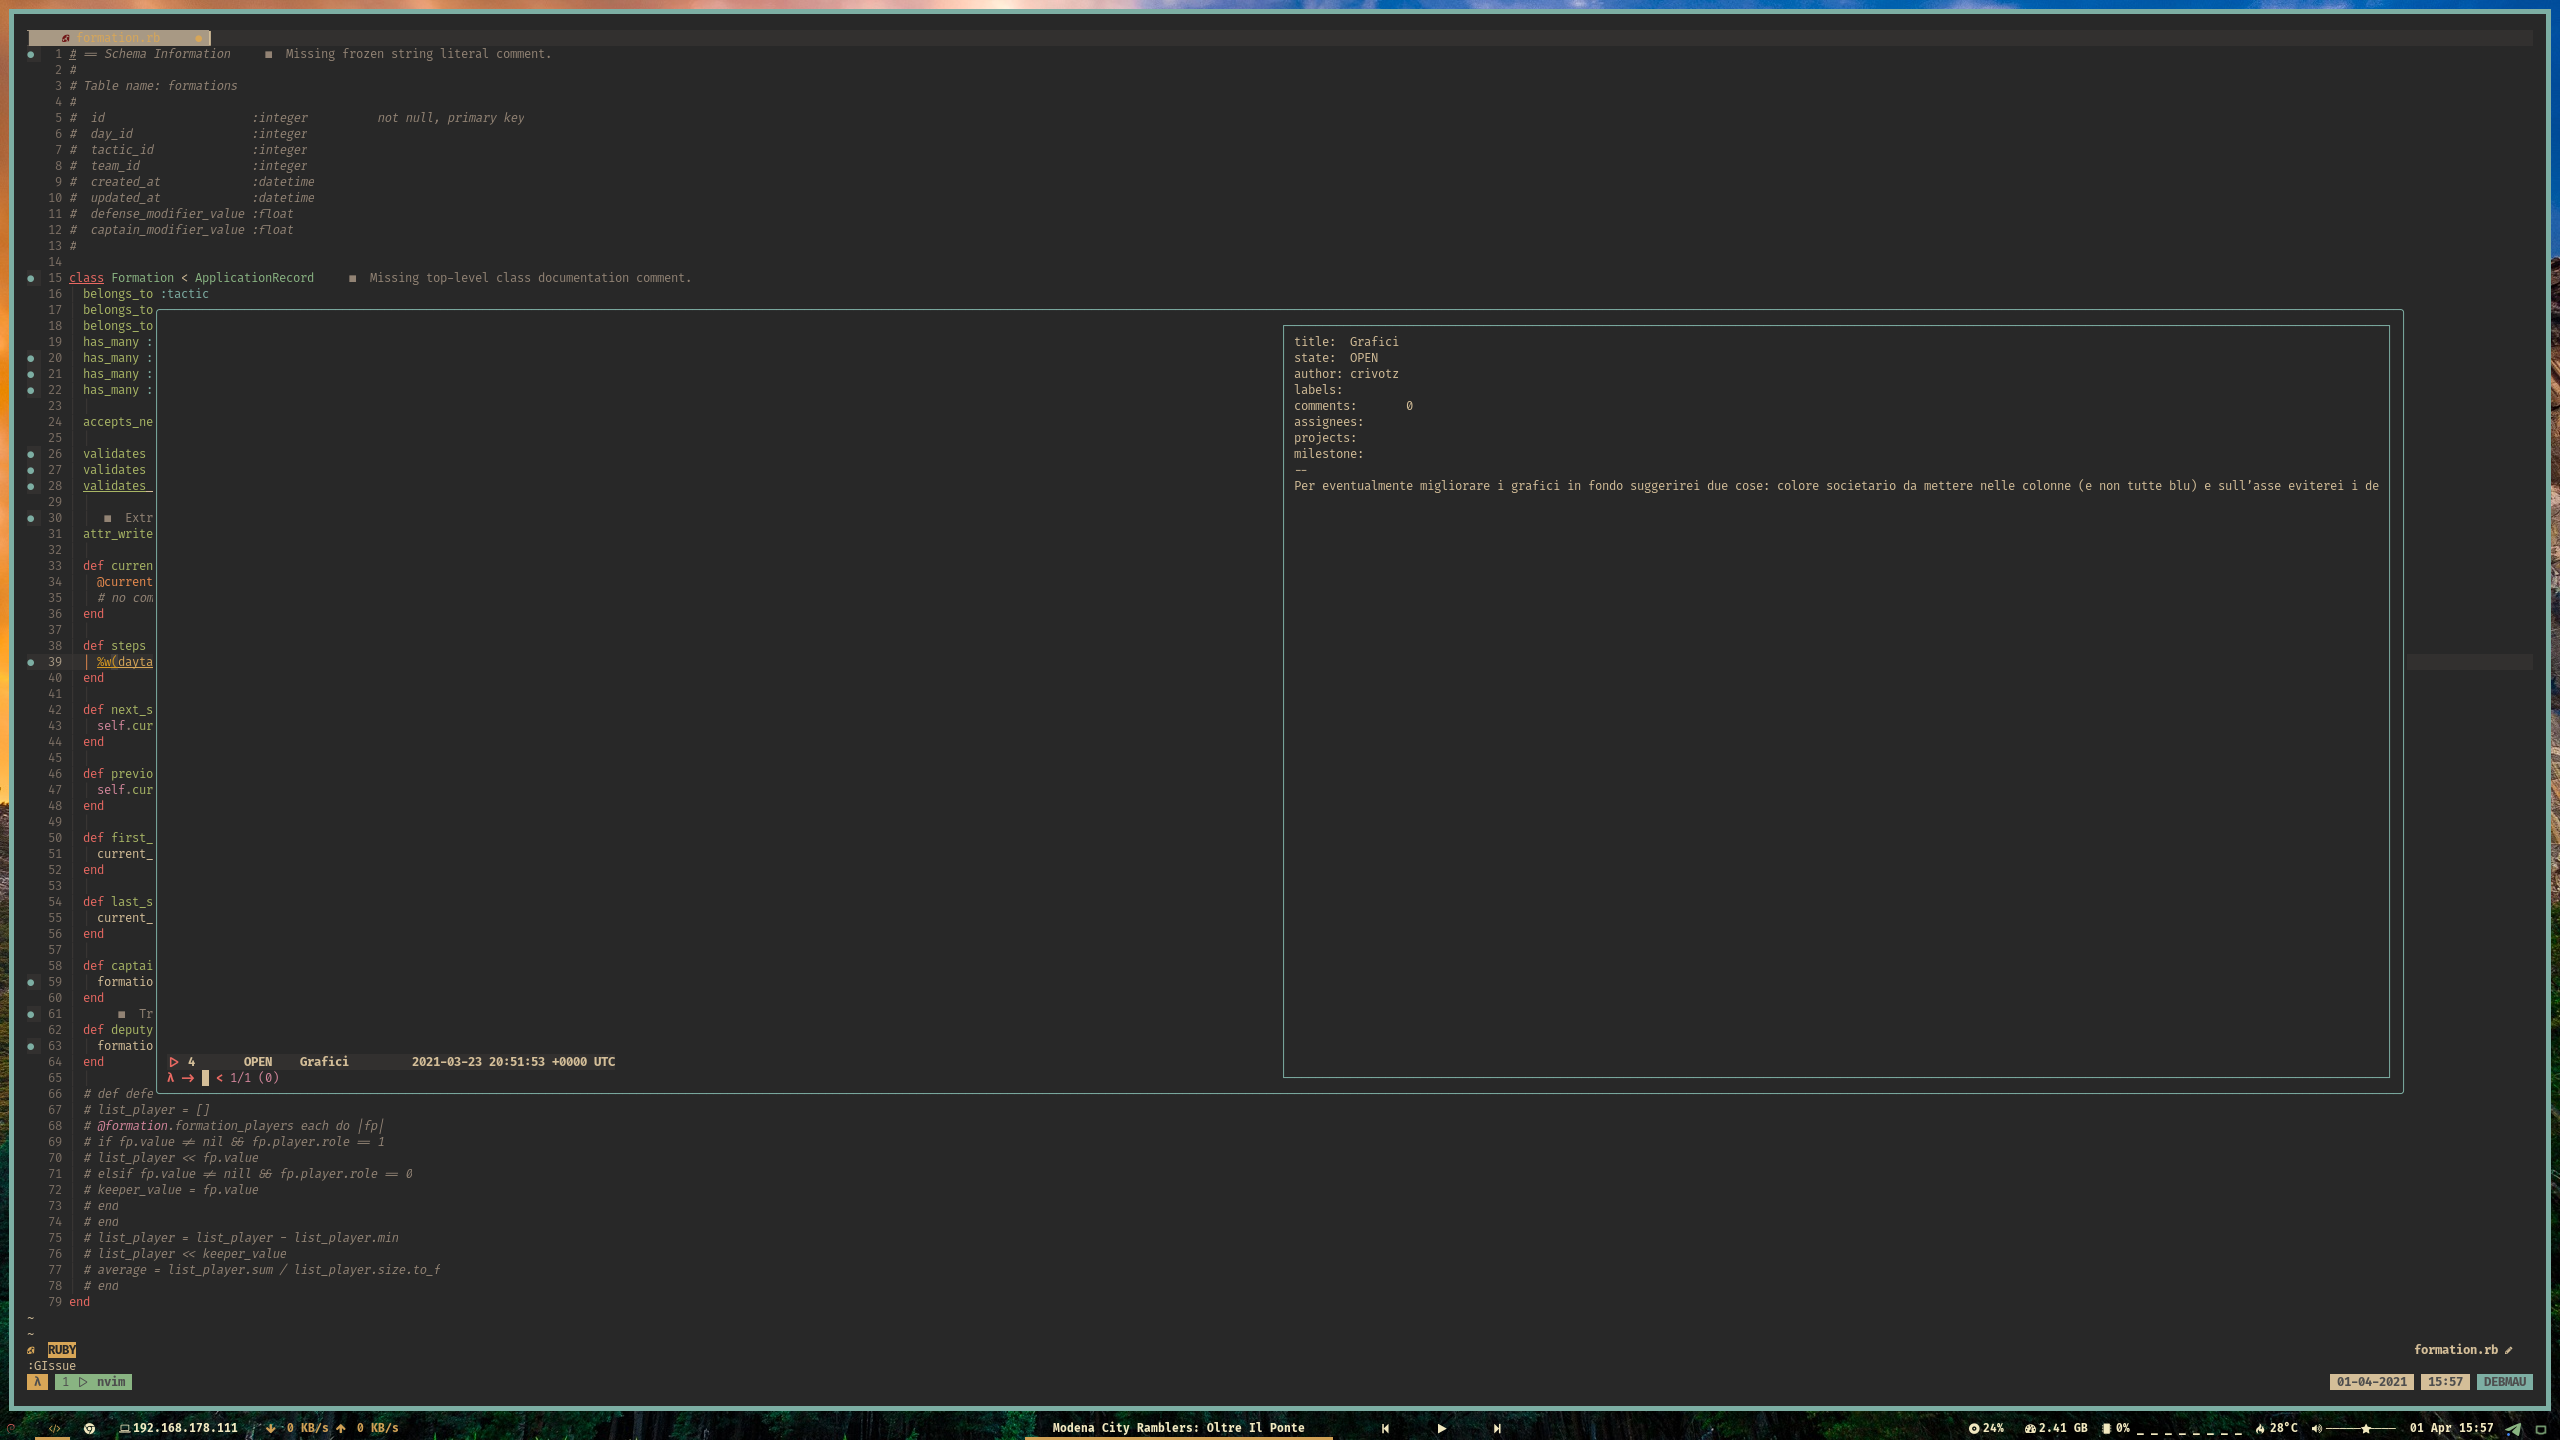 formation.rb
1 # == Schema Information ■ Missing frozen string literal comment.
2 #
3 # Table name: formations
4 #
5 # id :integer not null, primary key
6 # day_id :integer
7 # tactic_id :integer
8 # team_id :integer
9 # created_at :datetime
10 # updated_at :datetime
11 # defense_modifier_value :float
12 # captain_modifier_value :float
13 #
14
15 class Formation < ApplicationRecord ■ Missing top-level class documentation comment.
16 belongs_to :tactic
17 belongs_to
18 belongs_to
19 has_many :
20 has_many :
21 has_many :
22 has_many :
23
24 accepts_ne
25
26 validates
27 validates
28 validates_
29
30 ■ Extr
31 attr_write
32
33 def curren
34 @current
35 # no com
36 end
37
38 def steps
39 %w(dayta
40 end
41
42 def next_s
43 self.cur
44 end
45
46 def previo
47 self.cur
48 end
49
50 def first_
51 current_
52 end
53
54 def last_s
55 current_
56 end
57
58 def captai
59 formatio
60 end
61 ■ Tr
62 def deputy
63 formatio
64 end
65
66 # def defe
67 # list_player = []
68 # @formation.formation_players each do |fp|
69 # if fp.value != nil && fp.player.role == 1
70 # list_player << fp.value
71 # elsif fp.value != nill && fp.player.role == 0
72 # keeper_value = fp.value
73 # end
74 # end
75 # list_player = list_player - list_player.min
76 # list_player << keeper_value
77 # average = list_player.sum / list_player.size.to_f
78 # end
79 end
~
~
title: Grafici
state: OPEN
author: crivotz
labels:
comments: 0
assignees:
projects:
milestone:
--
Per eventualmente migliorare i grafici in fondo suggerirei due cose: colore societario da mettere nelle colonne (e non tutte blu) e sull'asse eviterei i de
▷ 4 OPEN Grafici 2021-03-23 20:51:53 +0000 UTC
λ → < 1/1 (0)
RUBY formation.rb
:GIssue
λ 1 ▷ nvim 01-04-2021 15:57 DEBMAU
192.168.178.111 0 KB/s 0 KB/s Modena City Ramblers: Oltre Il Ponte 24% 2.41 GB 0% 28°C 01 Apr 15:57